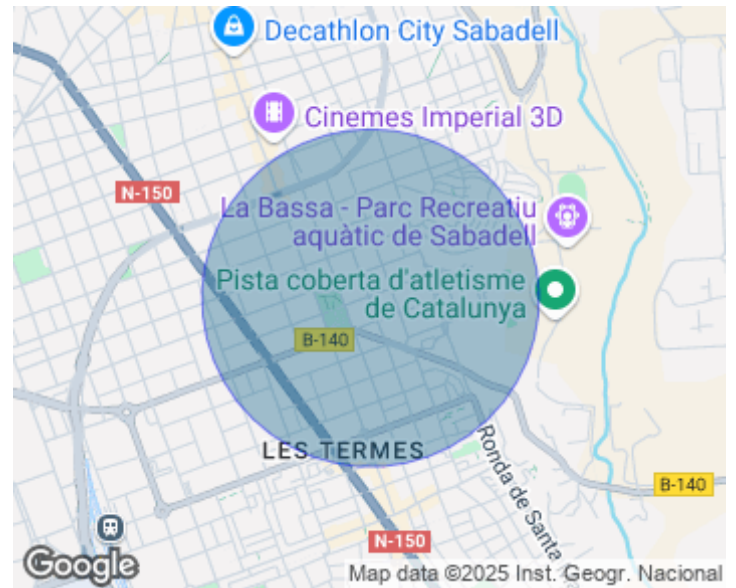 Decathlon City Sabadell
Cinemes Imperial 3D
N-150
La Bassa - Parc Recreatiu
aquàtic de Sabadell
Pista coberta d'atletisme
de Catalunya
B-140
LES TERMES
Ronda de Santa
B-140
N-150
Google
Map data ©2025 Inst. Geogr. Nacional